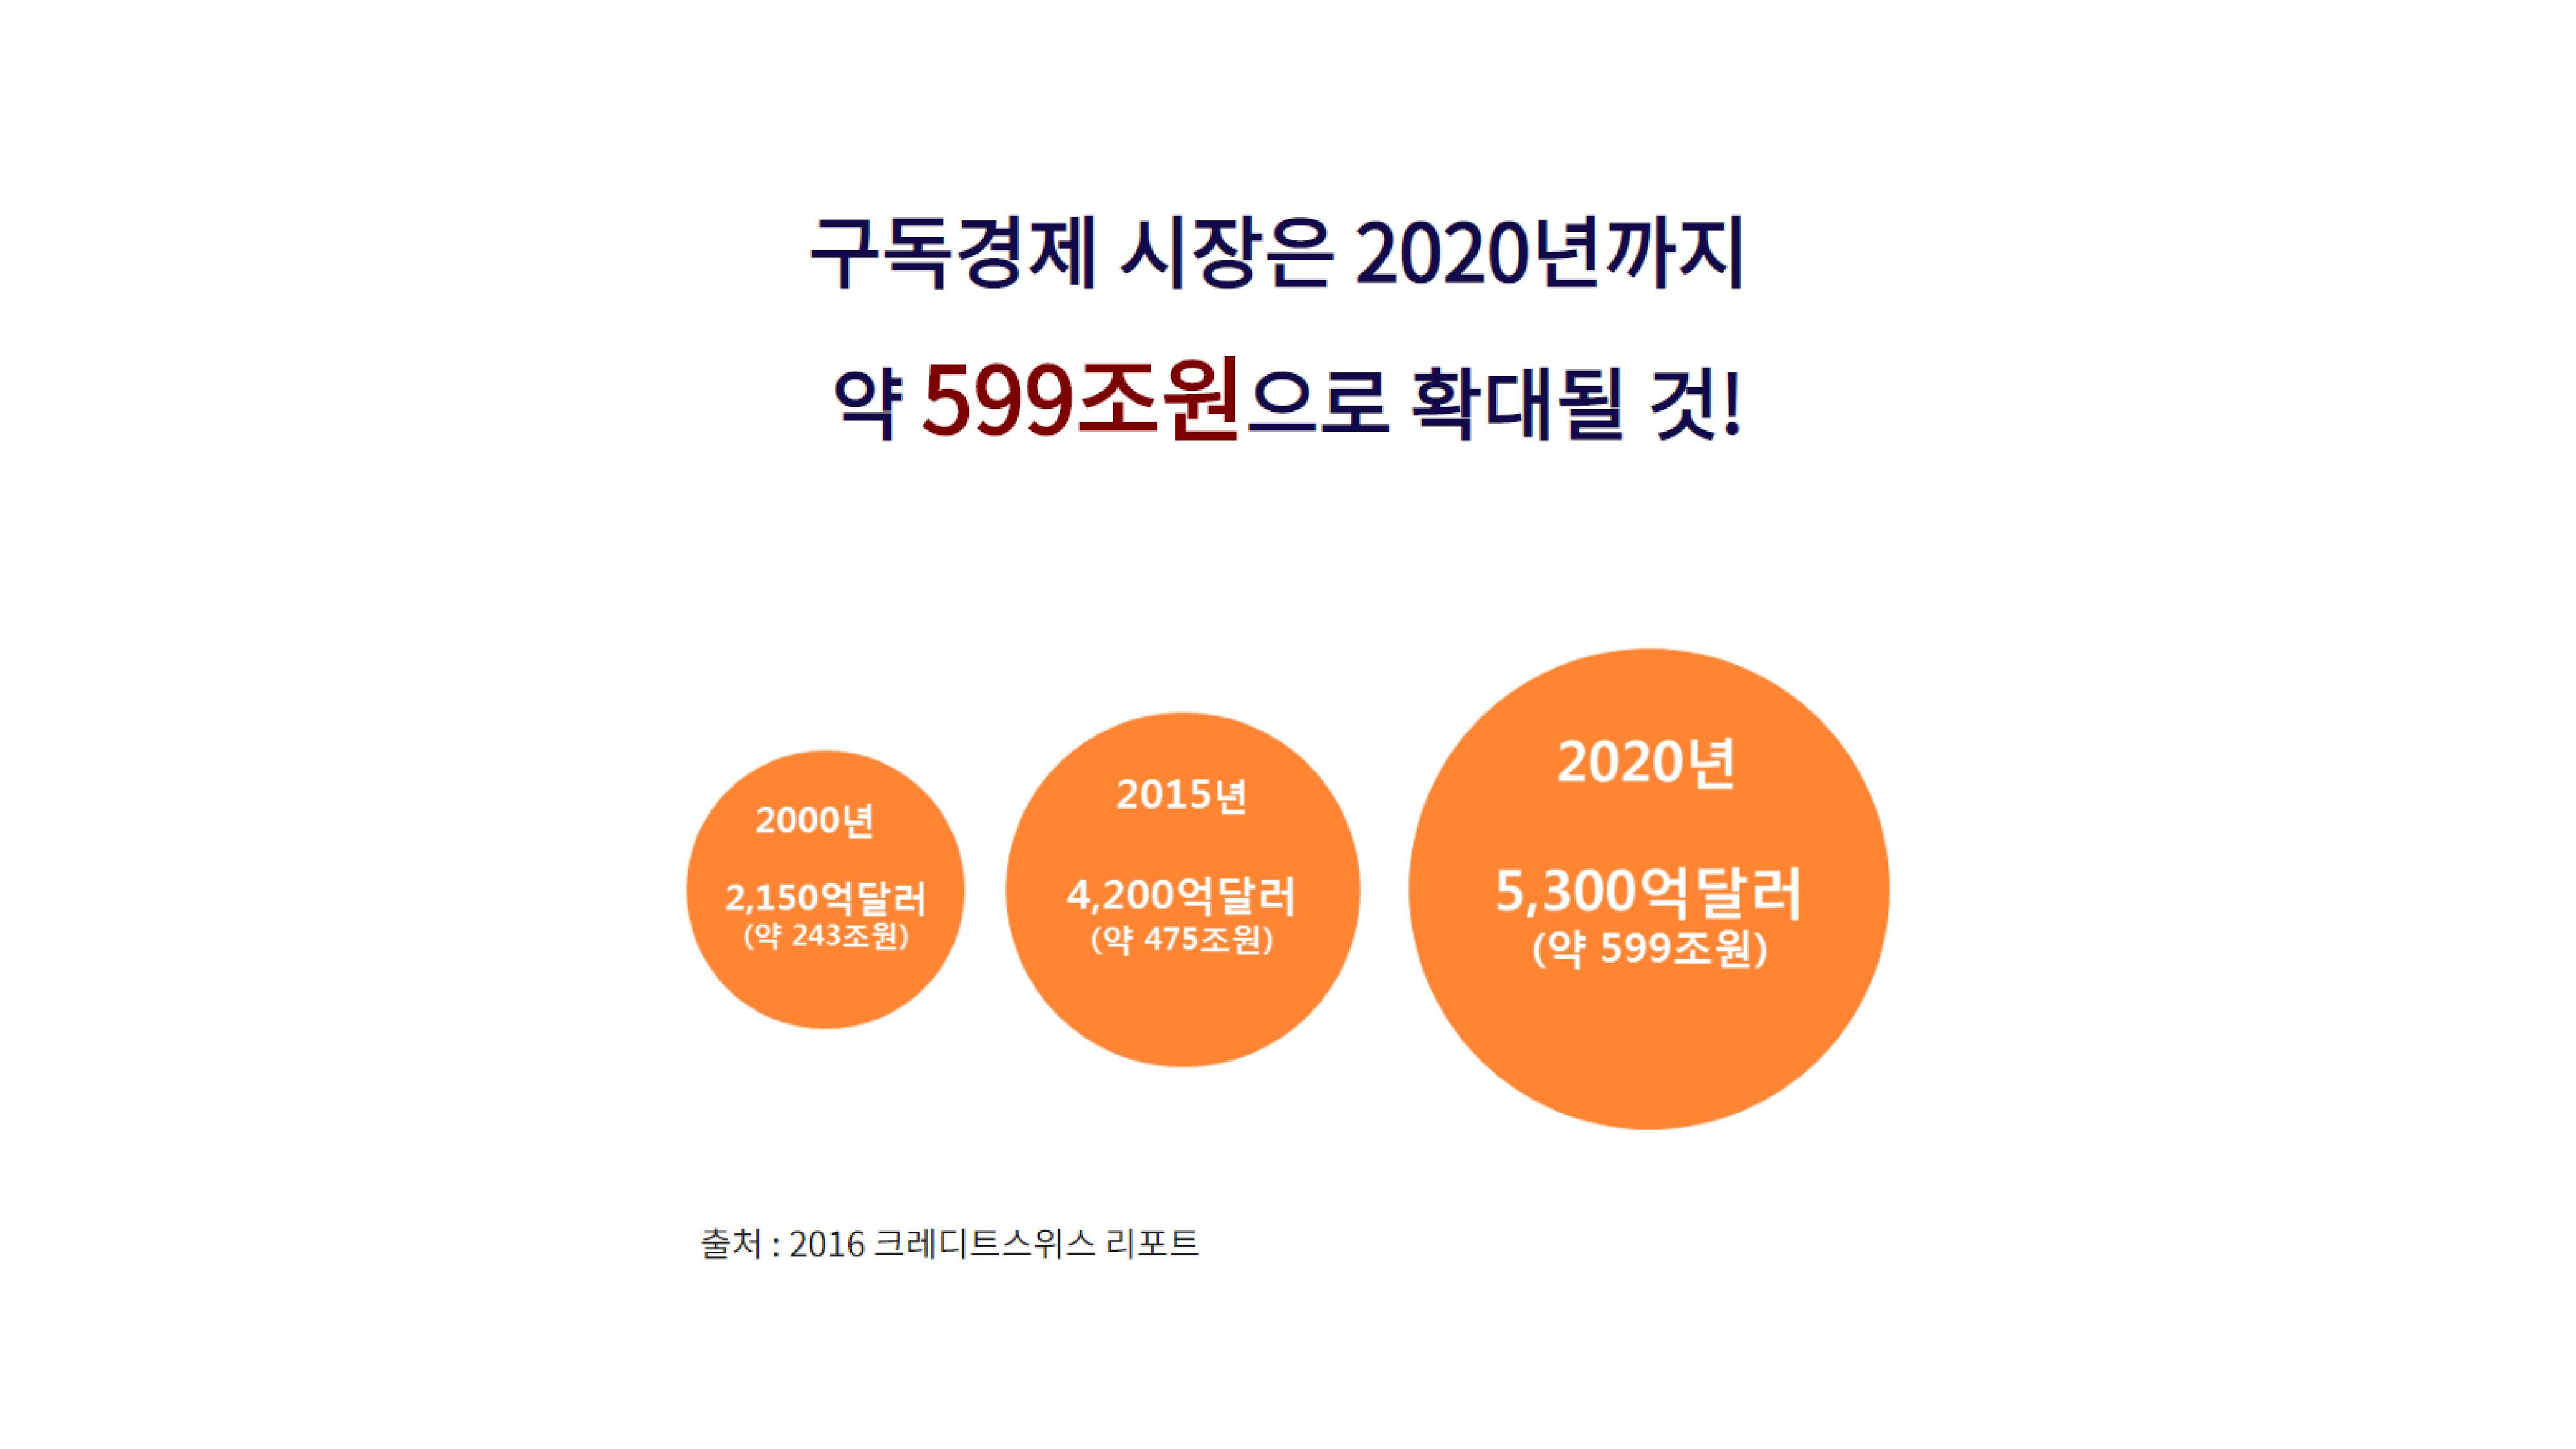 구독경제 시장은 2020년까지
약 599조원으로 확대될 것!
2000년
2,150억달러
(약 243조원)
2015년
4,200억달러
(약 475조원)
2020년
5,300억달러
(약 599조원)
출처 : 2016 크레디트스위스 리포트